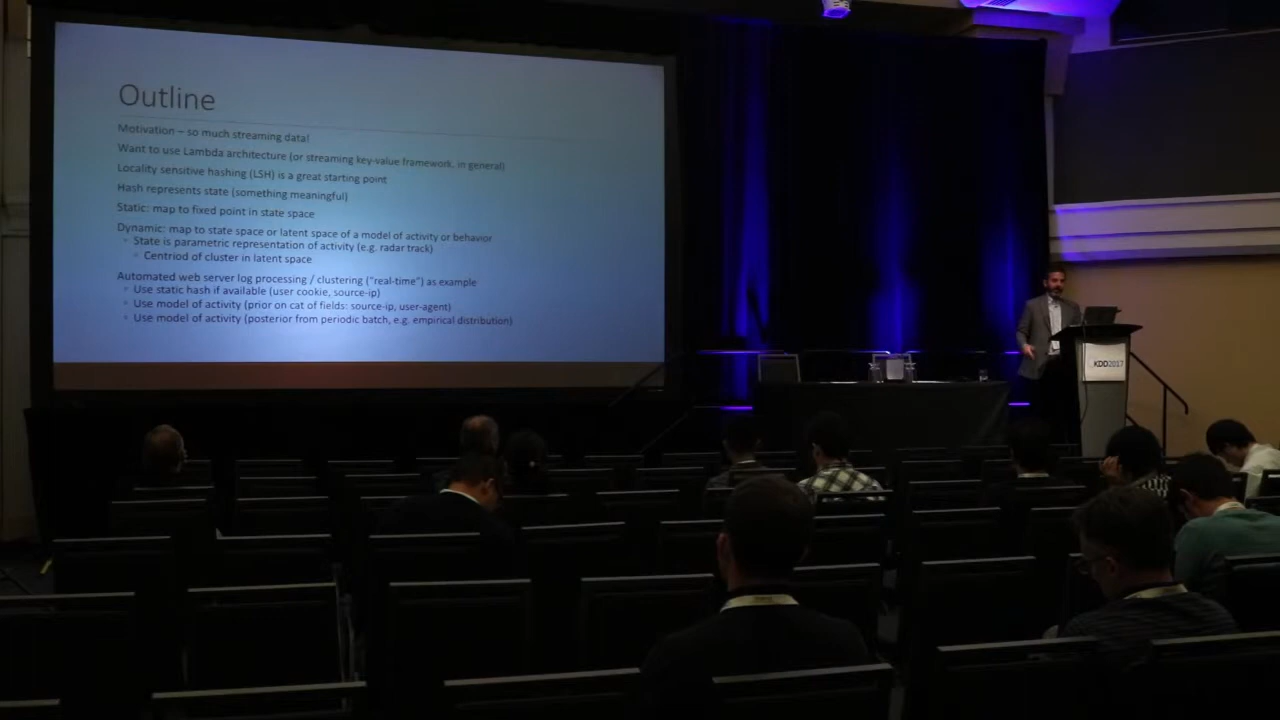 Outline
Motivation – so much streaming data!
Want to use Lambda architecture (or streaming key-value framework, in general)
Locality sensitive hashing (LSH) is a great starting point
Hash represents state (something meaningful)
Static: map to fixed point in state space
Dynamic: map to state space or latent space of a model of activity or behavior
State is parametric representation of activity (e.g. radar track)
Centriod of cluster in latent space
Automated web server log processing / clustering ("real-time") as example
Use static hash if available (user cookie, source-ip)
Use model of activity (prior on cat of fields: source-ip, user-agent)
Use model of activity (posterior from periodic batch, e.g. empirical distribution)
KDD2017